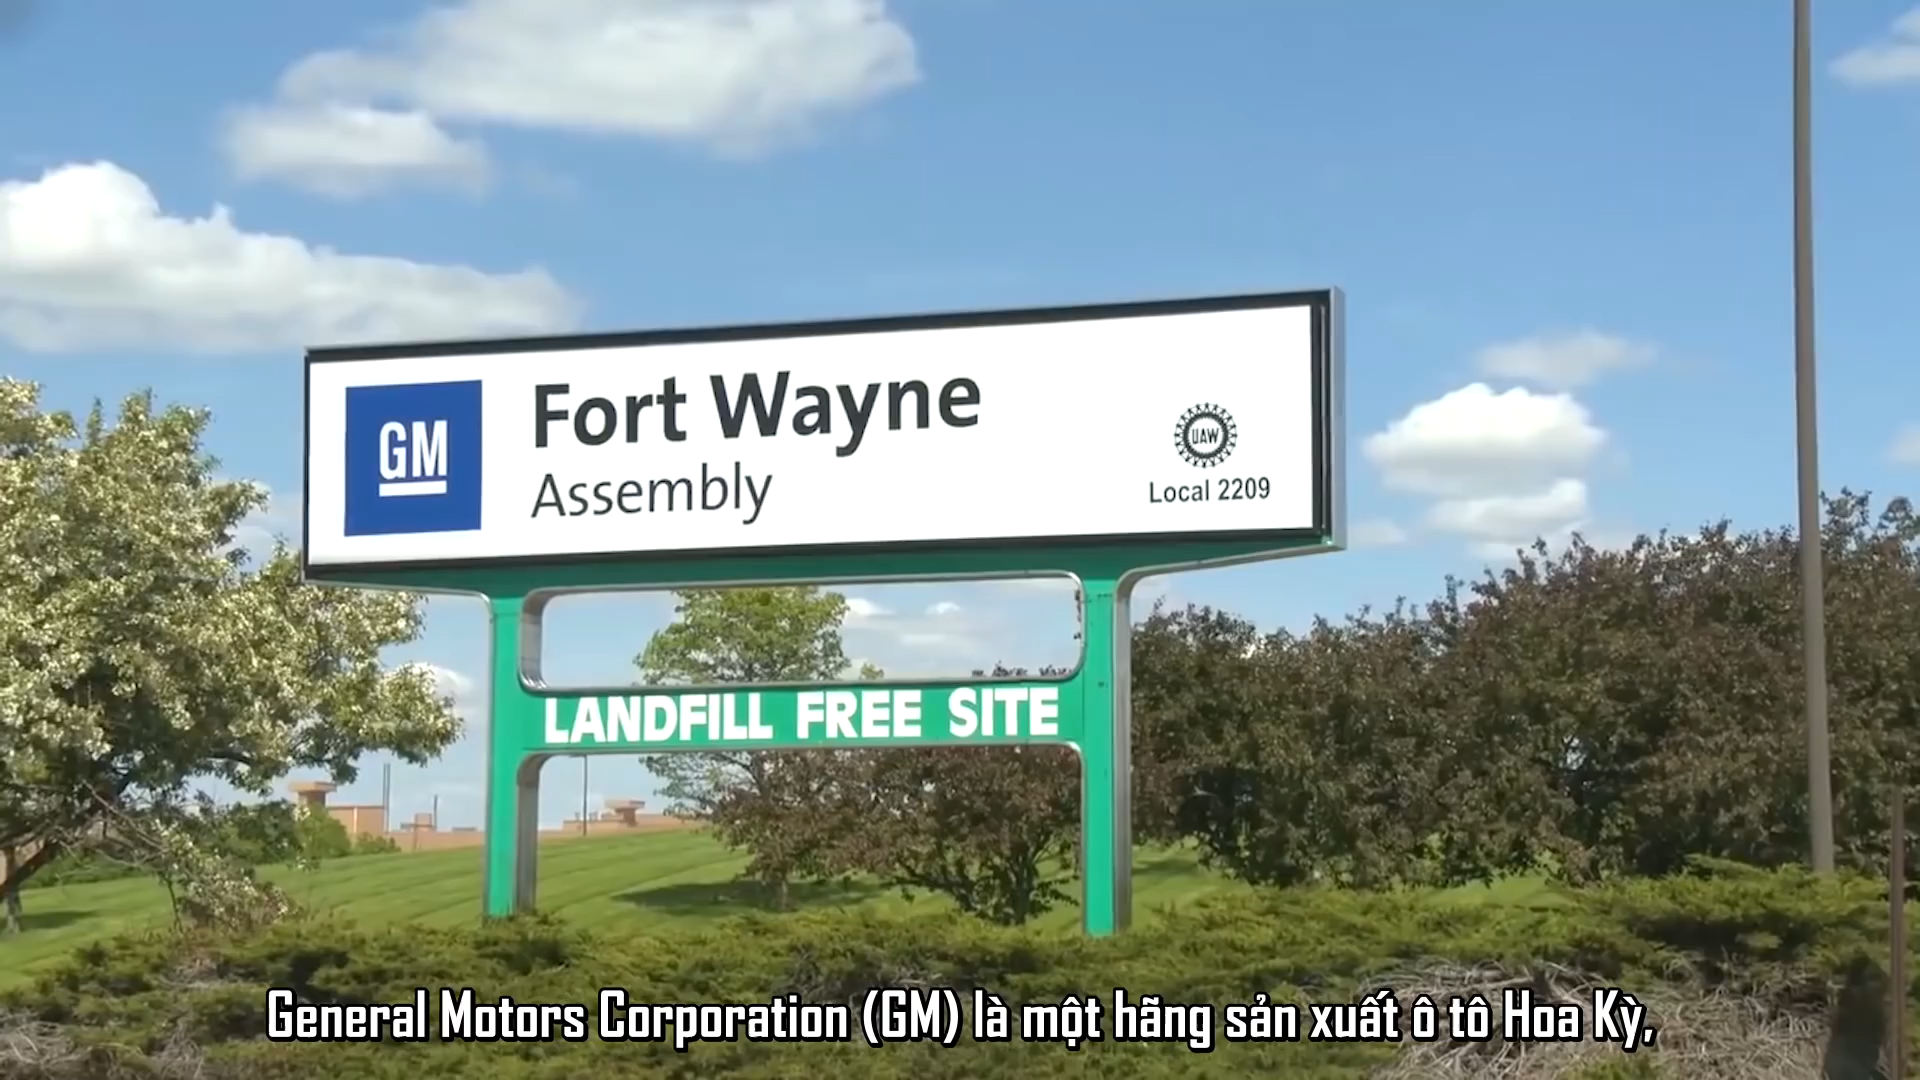 GM
Fort Wayne
Assembly
UAW
Local 2209
LANDFILL FREE SITE
General Motors Corporation (GM) là một hãng sản xuất ô tô Hoa Kỳ,